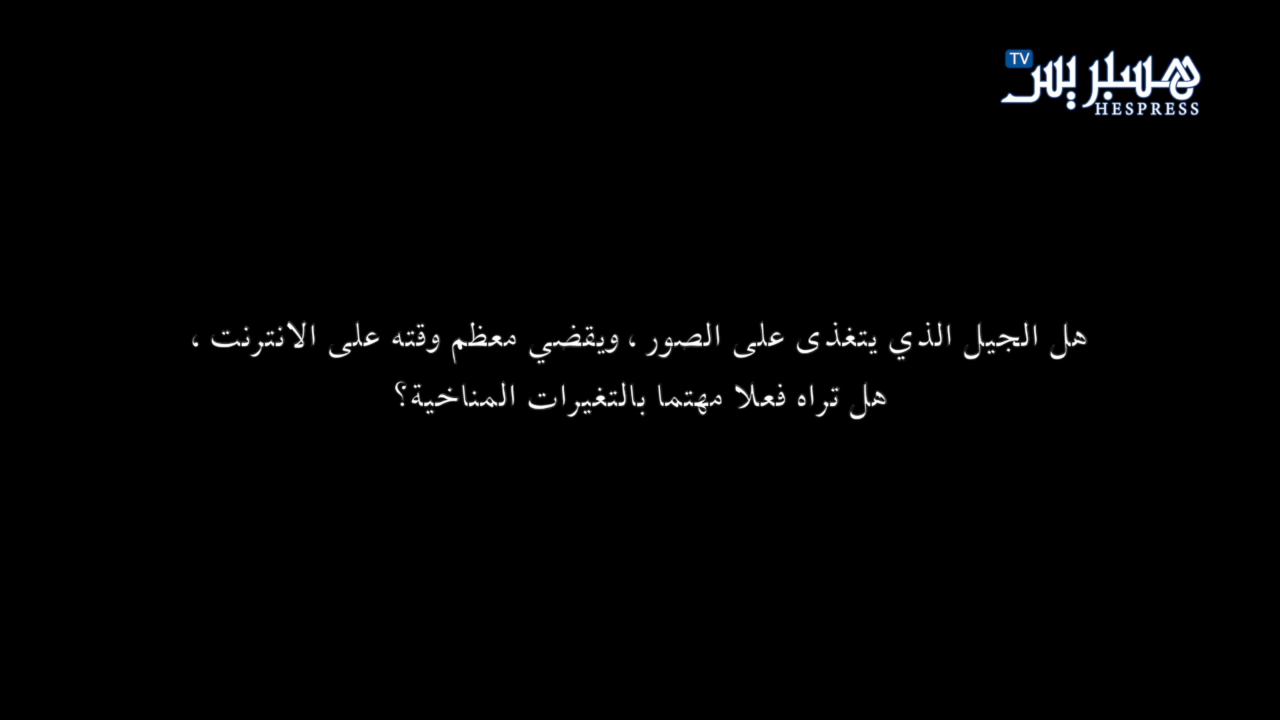 TV
هسبريس
HESPRESS
هل الجيل الذي يتغذى على الصور ، ويقضي معظم وقته على الانترنت ،
هل تراه فعلا مهتما بالتغيرات المناخية؟